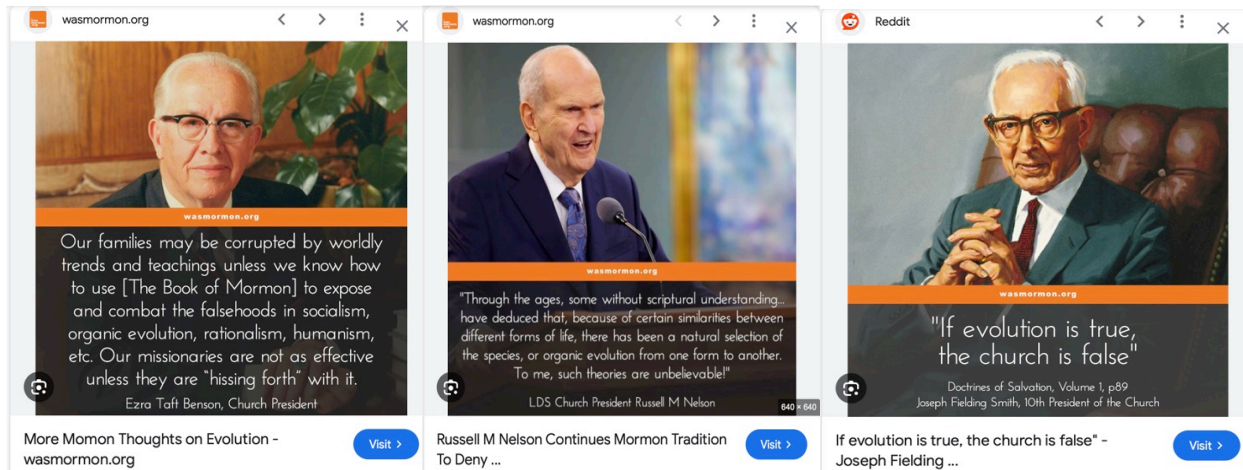 wasmormon.org
wasmormon.org
Our families may be corrupted by worldly
trends and teachings unless we know how
to use [The Book of Mormon] to expose
and combat the falsehoods in socialism,
organic evolution, rationalism, humanism,
etc. Our missionaries are not as effective
unless they are "hissing forth" with it.
Ezra Taft Benson, Church President
More Momon Thoughts on Evolution -
wasmormon.org
Visit >
wasmormon.org
wasmormon.org
"Through the ages, some without scriptural understanding...
have deduced that, because of certain similarities between
different forms of life, there has been a natural selection of
the species, or organic evolution from one form to another.
To me, such theories are unbelievable!"
LDS Church President Russell M Nelson
640 × 640
Russell M Nelson Continues Mormon Tradition
To Deny ...
Visit >
Reddit
wasmormon.org
"If evolution is true,
the church is false"
Doctrines of Salvation, Volume 1, p89
Joseph Fielding Smith, 10th President of the Church
If evolution is true, the church is false" -
Joseph Fielding ...
Visit >